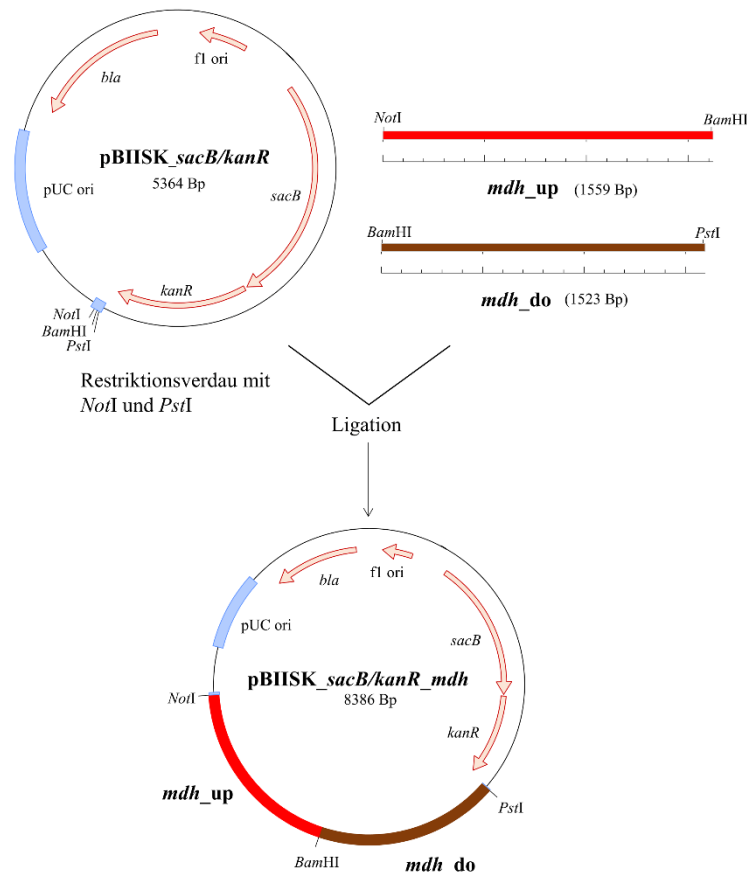 f1 ori
bla
pBIISK_sacB/kanR
5364 Bp
pUC ori
sacB
kanR
NotI
BamHI
PstI
NotI
BamHI
mdh_up (1559 Bp)
BamHI
PstI
mdh_do (1523 Bp)
Restriktionsverdau mit
NotI und PstI
Ligation
bla
f1 ori
pUC ori
sacB
pBIISK_sacB/kanR_mdh
8386 Bp
NotI
kanR
mdh_up
PstI
BamHI
mdh_do